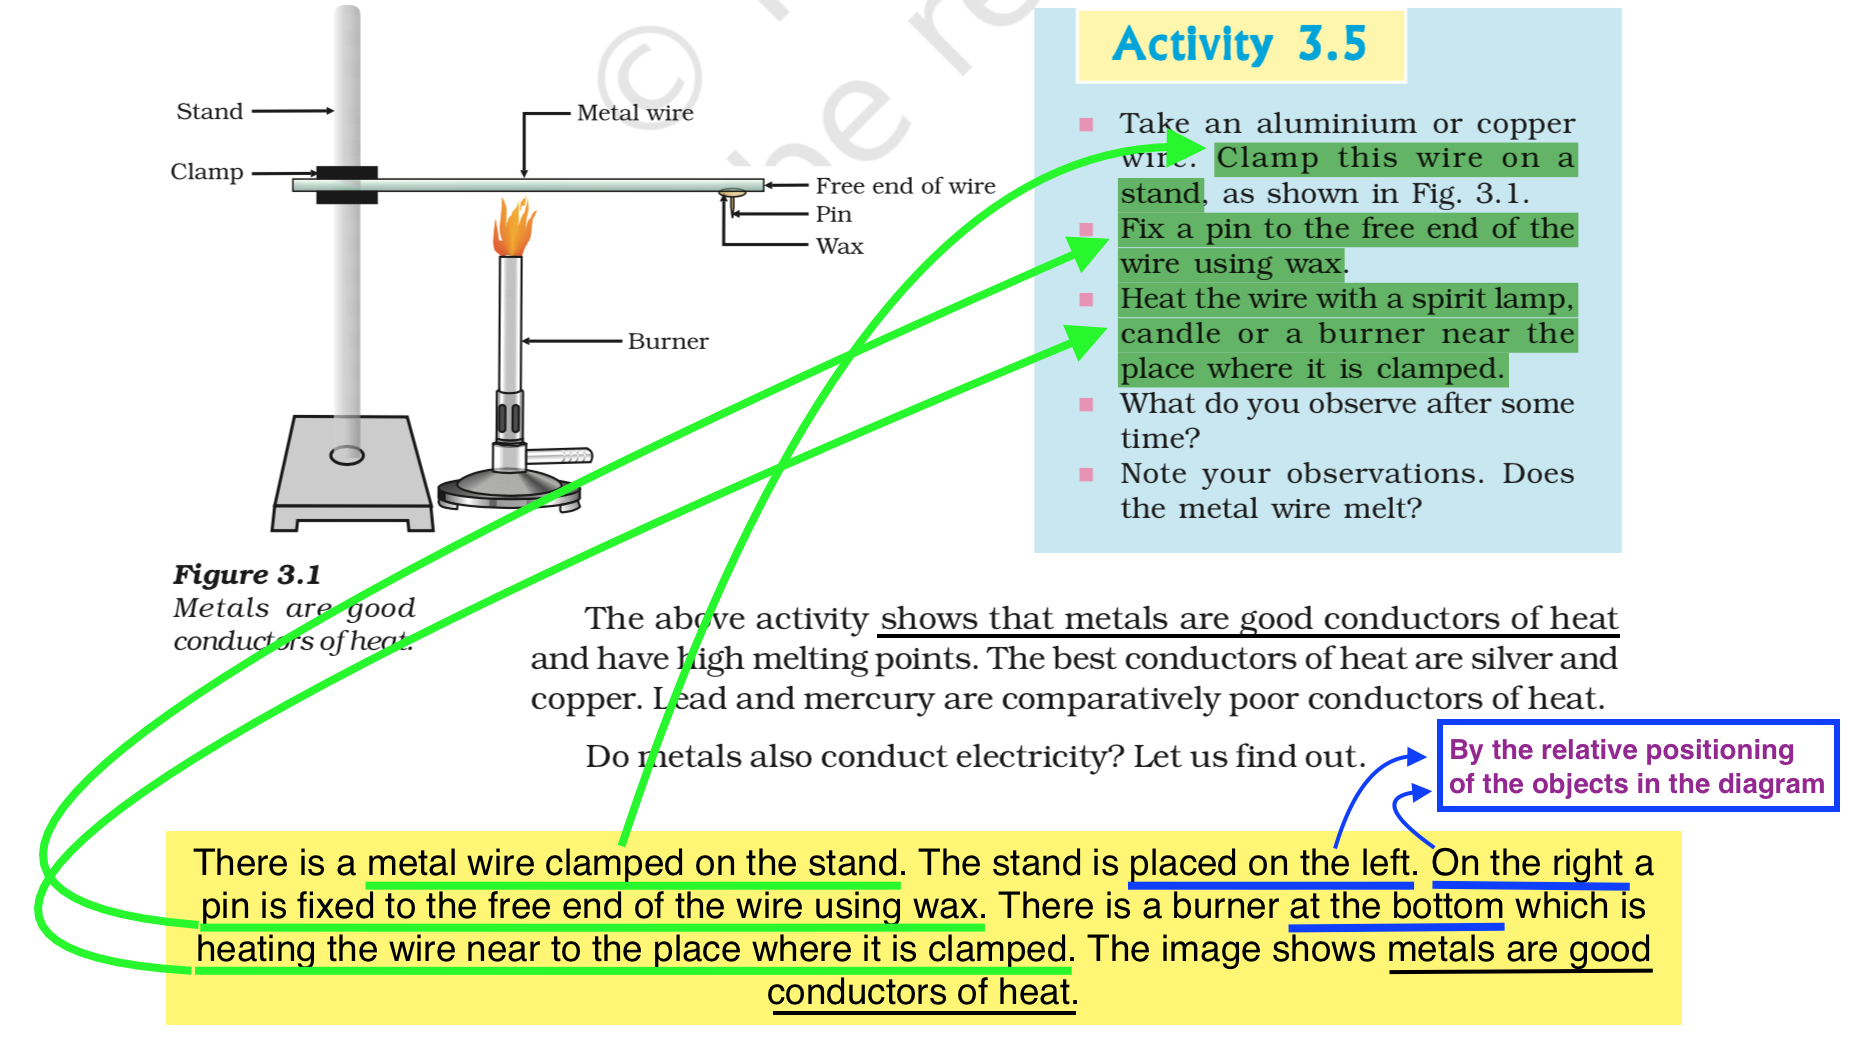 Stand
Clamp
Metal wire
Free end of wire
Pin
Wax
Burner
Figure 3.1
Metals are good
conductors of heat.
Activity 3.5
Take an aluminium or copper
wire. Clamp this wire on a
stand, as shown in Fig. 3.1.
Fix a pin to the free end of the
wire using wax.
Heat the wire with a spirit lamp,
candle or a burner near the
place where it is clamped.
What do you observe after some
time?
Note your observations. Does
the metal wire melt?
The above activity shows that metals are good conductors of heat
and have high melting points. The best conductors of heat are silver and
copper. Lead and mercury are comparatively poor conductors of heat.
Do metals also conduct electricity? Let us find out.
By the relative positioning
of the objects in the diagram
There is a metal wire clamped on the stand. The stand is placed on the left. On the right a
pin is fixed to the free end of the wire using wax. There is a burner at the bottom which is
heating the wire near to the place where it is clamped. The image shows metals are good
conductors of heat.